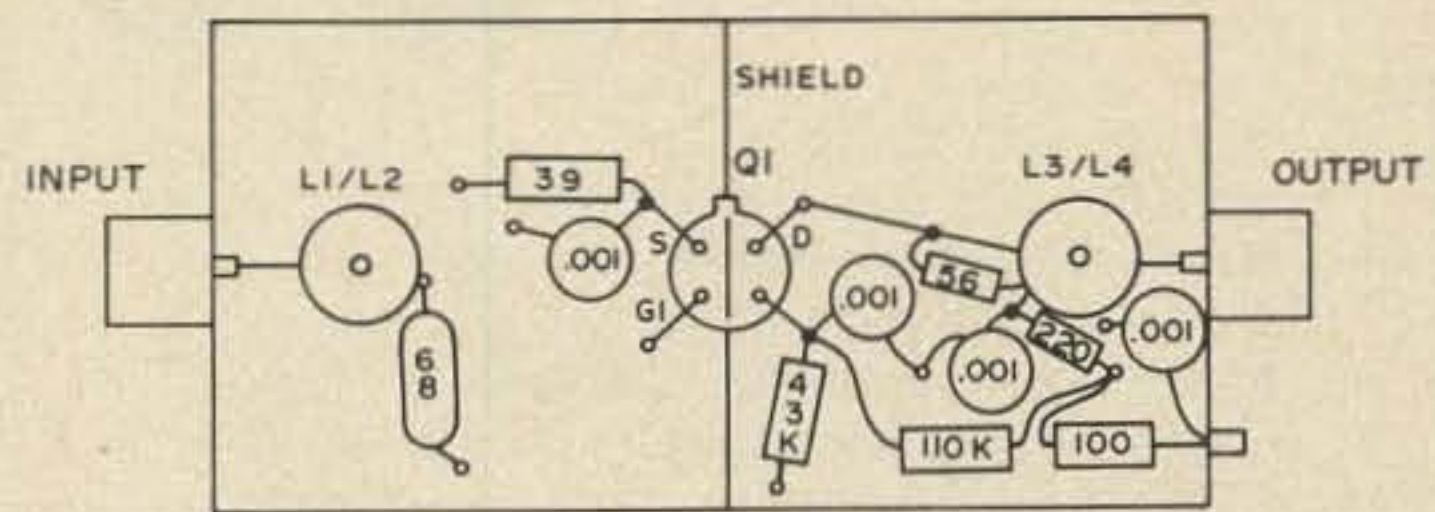 SHIELD
INPUT
L1/L2
39
Q1
L3/L4
OUTPUT
S
D
.001
G1
56
.001
.001
220
.001
68
43K
110K
100